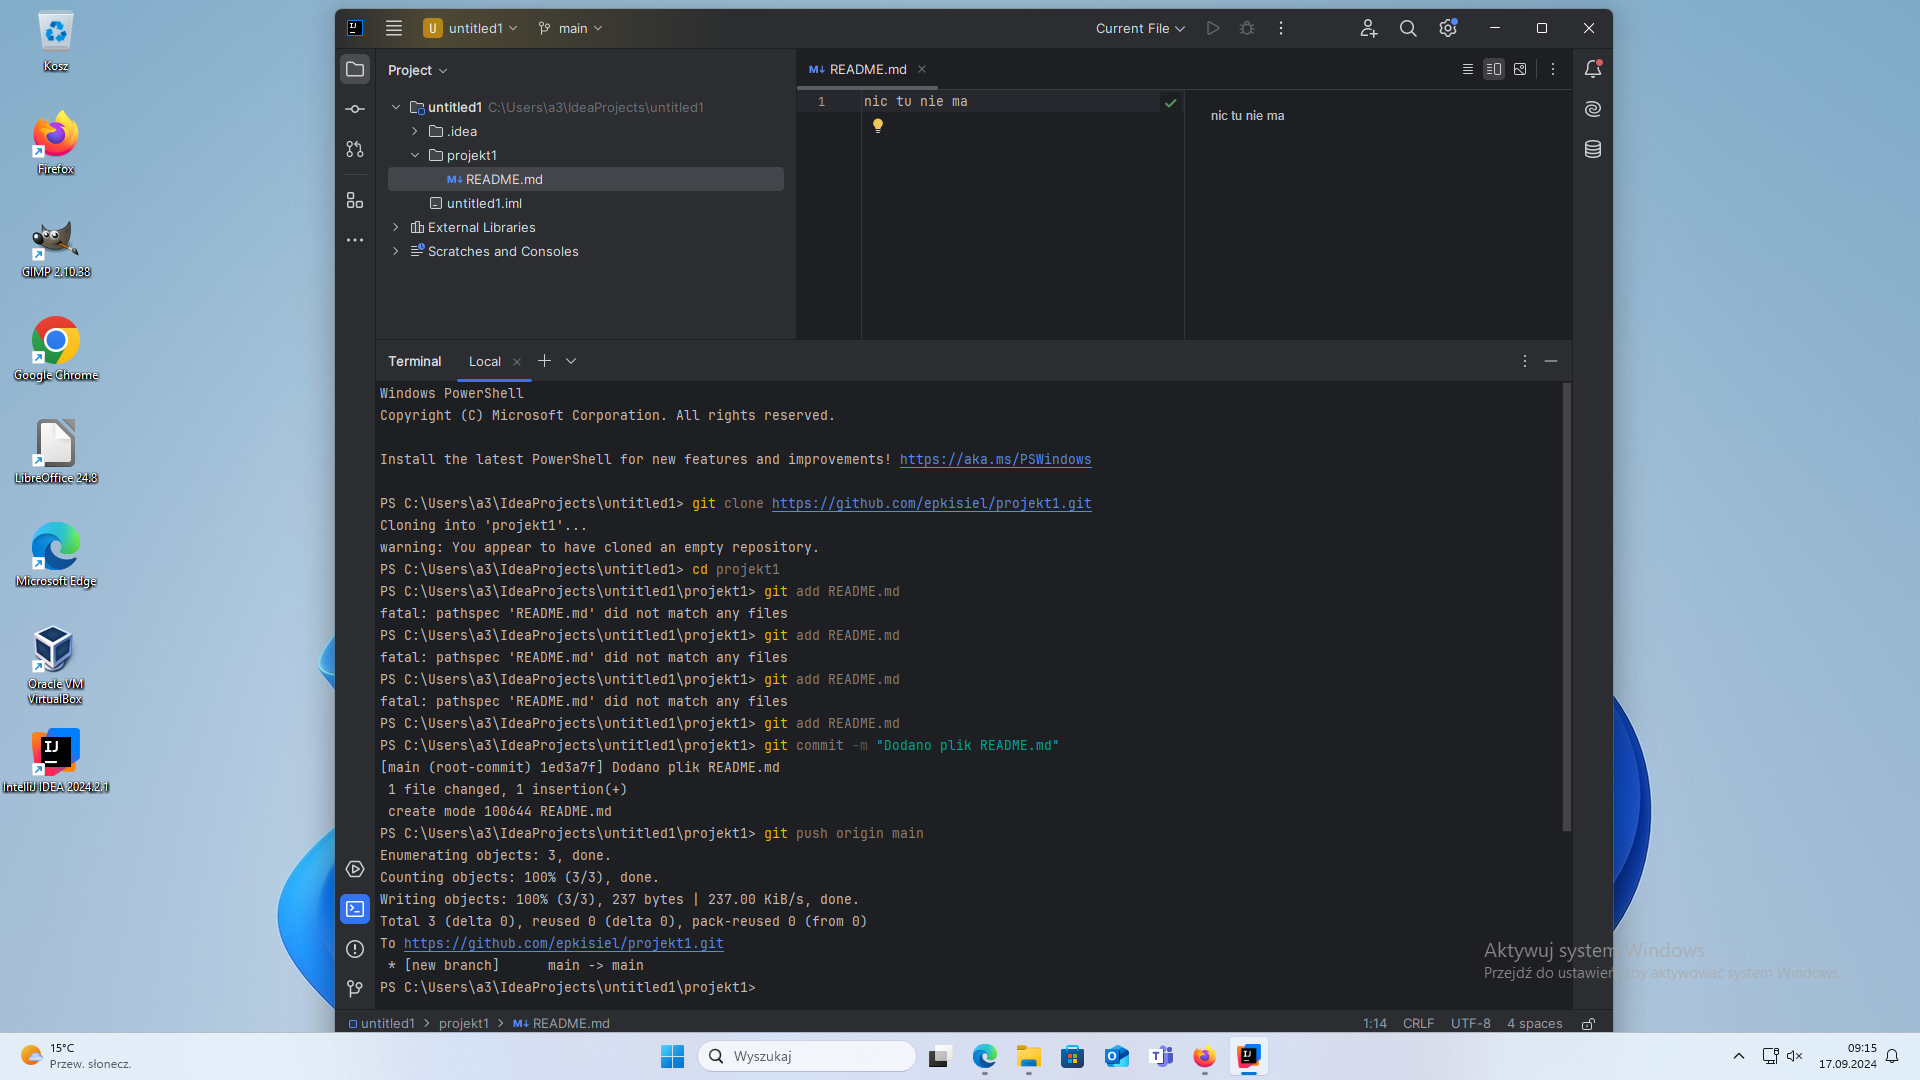 Kosz
Firefox
GIMP 2.10.38
Google Chrome
LibreOffice 24.8
Microsoft Edge
Oracle VM
VirtualBox
IntelliJ IDEA 2024.2.1
U untitled1 main Current File
Project
untitled1 C:\Users\a3\IdeaProjects\untitled1
.idea
projekt1
M↓ README.md
untitled1.iml
External Libraries
Scratches and Consoles
M↓ README.md
1 nic tu nie ma
nic tu nie ma
Terminal Local
Windows PowerShell
Copyright (C) Microsoft Corporation. All rights reserved.
Install the latest PowerShell for new features and improvements! https://aka.ms/PSWindows
PS C:\Users\a3\IdeaProjects\untitled1> git clone https://github.com/epkisiel/projekt1.git
Cloning into 'projekt1'...
warning: You appear to have cloned an empty repository.
PS C:\Users\a3\IdeaProjects\untitled1> cd projekt1
PS C:\Users\a3\IdeaProjects\untitled1\projekt1> git add README.md
fatal: pathspec 'README.md' did not match any files
PS C:\Users\a3\IdeaProjects\untitled1\projekt1> git add README.md
fatal: pathspec 'README.md' did not match any files
PS C:\Users\a3\IdeaProjects\untitled1\projekt1> git add README.md
fatal: pathspec 'README.md' did not match any files
PS C:\Users\a3\IdeaProjects\untitled1\projekt1> git add README.md
PS C:\Users\a3\IdeaProjects\untitled1\projekt1> git commit -m "Dodano plik README.md"
[main (root-commit) 1ed3a7f] Dodano plik README.md
1 file changed, 1 insertion(+)
create mode 100644 README.md
PS C:\Users\a3\IdeaProjects\untitled1\projekt1> git push origin main
Enumerating objects: 3, done.
Counting objects: 100% (3/3), done.
Writing objects: 100% (3/3), 237 bytes | 237.00 KiB/s, done.
Total 3 (delta 0), reused 0 (delta 0), pack-reused 0 (from 0)
To https://github.com/epkisiel/projekt1.git
* [new branch] main -> main
PS C:\Users\a3\IdeaProjects\untitled1\projekt1>
Aktywuj system Windows
Przejdź do ustawień, aby aktywować system Windows.
untitled1 > projekt1 > M↓ README.md 1:14 CRLF UTF-8 4 spaces
15°C
Przew. słonecz.
Wyszukaj
09:15
17.09.2024